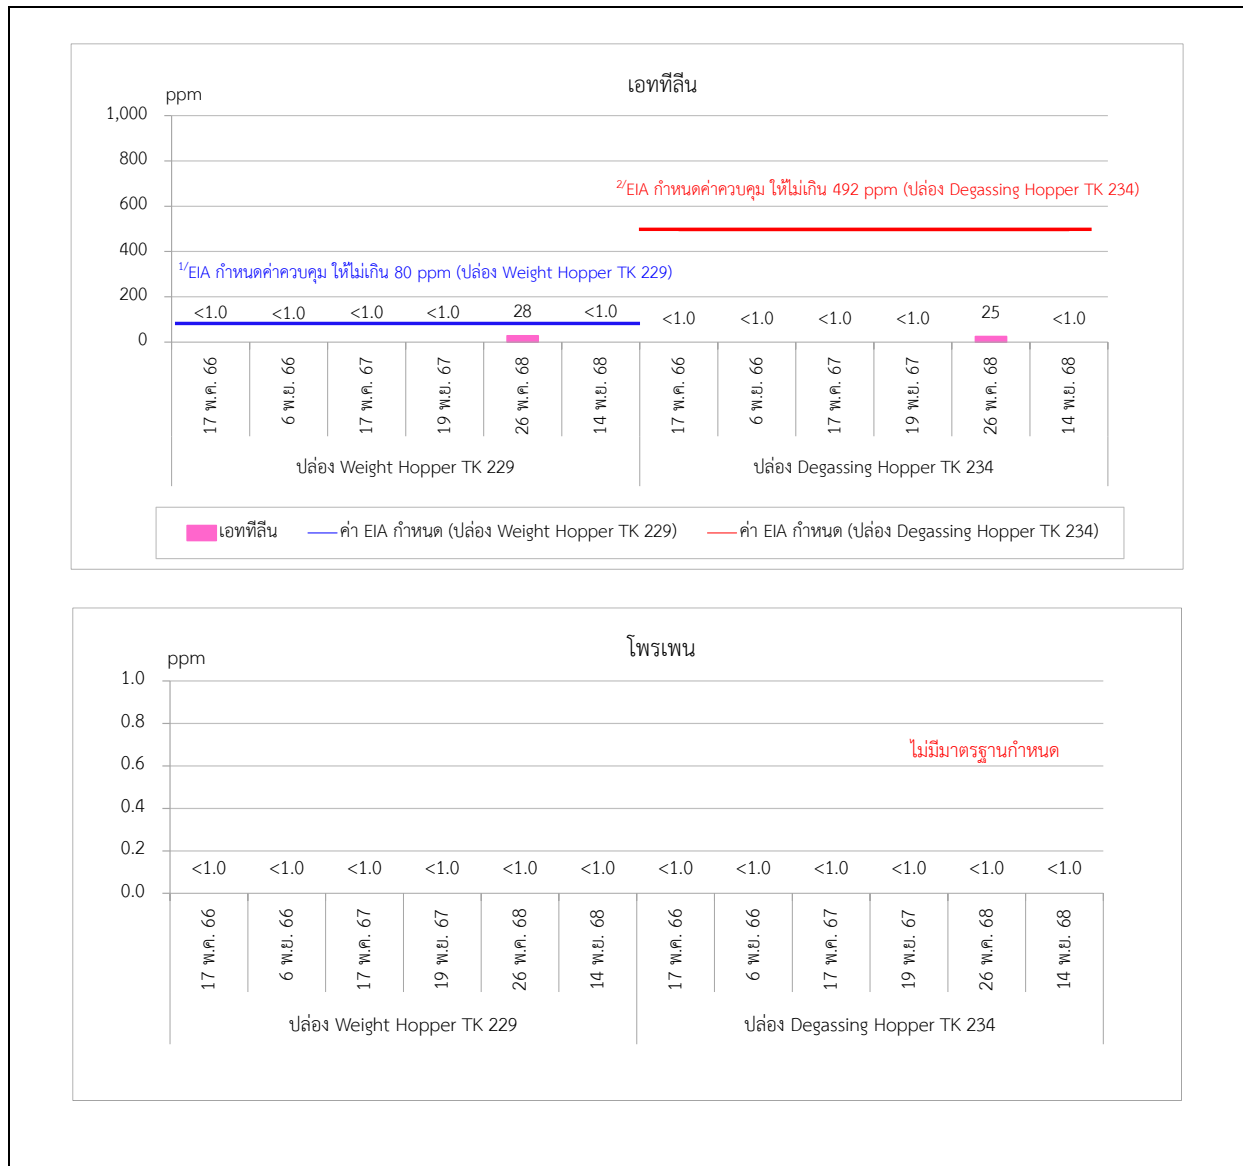 เอททีลีน
ppm
1,000
800
600
400
200
0
2/EIA กำหนดค่าควบคุม ให้ไม่เกิน 492 ppm (ปล่อง Degassing Hopper TK 234)
1/EIA กำหนดค่าควบคุม ให้ไม่เกิน 80 ppm (ปล่อง Weight Hopper TK 229)
<1.0 <1.0 <1.0 <1.0 28 <1.0 <1.0 <1.0 <1.0 <1.0 25 <1.0
17 พ.ค. 66 6 พ.ย. 66 17 พ.ค. 67 19 พ.ย. 67 26 พ.ค. 68 14 พ.ย. 68 17 พ.ค. 66 6 พ.ย. 66 17 พ.ค. 67 19 พ.ย. 67 26 พ.ค. 68 14 พ.ย. 68
ปล่อง Weight Hopper TK 229 ปล่อง Degassing Hopper TK 234
เอททีลีน ค่า EIA กำหนด (ปล่อง Weight Hopper TK 229) ค่า EIA กำหนด (ปล่อง Degassing Hopper TK 234)
โพรเพน
ppm
1.0
0.8
0.6
0.4
0.2
0.0
ไม่มีมาตรฐานกำหนด
<1.0 <1.0 <1.0 <1.0 <1.0 <1.0 <1.0 <1.0 <1.0 <1.0 <1.0 <1.0
17 พ.ค. 66 6 พ.ย. 66 17 พ.ค. 67 19 พ.ย. 67 26 พ.ค. 68 14 พ.ย. 68 17 พ.ค. 66 6 พ.ย. 66 17 พ.ค. 67 19 พ.ย. 67 26 พ.ค. 68 14 พ.ย. 68
ปล่อง Weight Hopper TK 229 ปล่อง Degassing Hopper TK 234